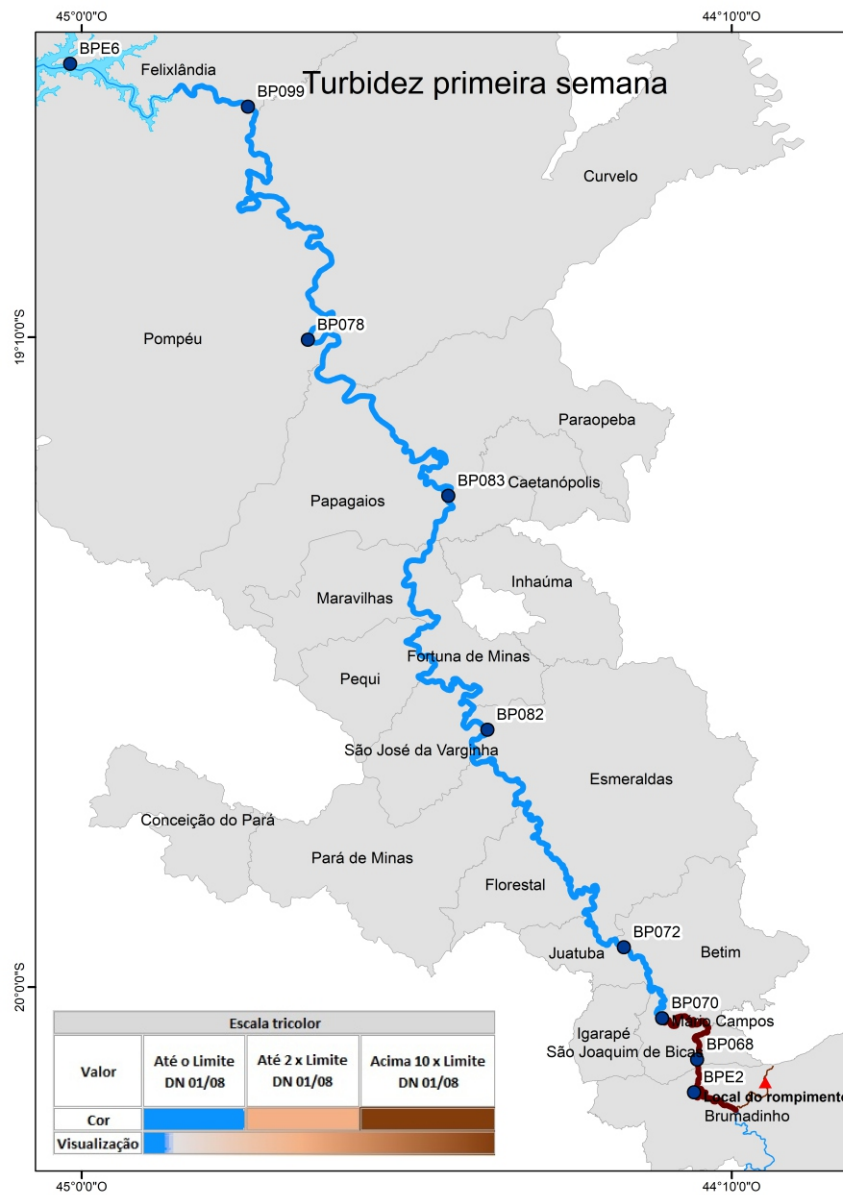 45°0'0"O
44°10'0"O
BPE6
Felixlândia
BP099
Turbidez primeira semana
Curvelo
19°10'0"S
BP078
Pompéu
Paraopeba
BP083
Caetanópolis
Papagaios
Inhaúma
Maravilhas
Fortuna de Minas
Pequi
BP082
São José da Varginha
Esmeraldas
Conceição do Pará
Pará de Minas
Florestal
BP072
Juatuba
Betim
20°0'0"S
BP070
Mário Campos
Igarapé
BP068
São Joaquim de Bicas
BPE2
Local do rompimento
Brumadinho
Escala tricolor
Valor
Até o Limite
DN 01/08
Até 2 x Limite
DN 01/08
Acima 10 x Limite
DN 01/08
Cor
Visualização
45°0'0"O
44°10'0"O